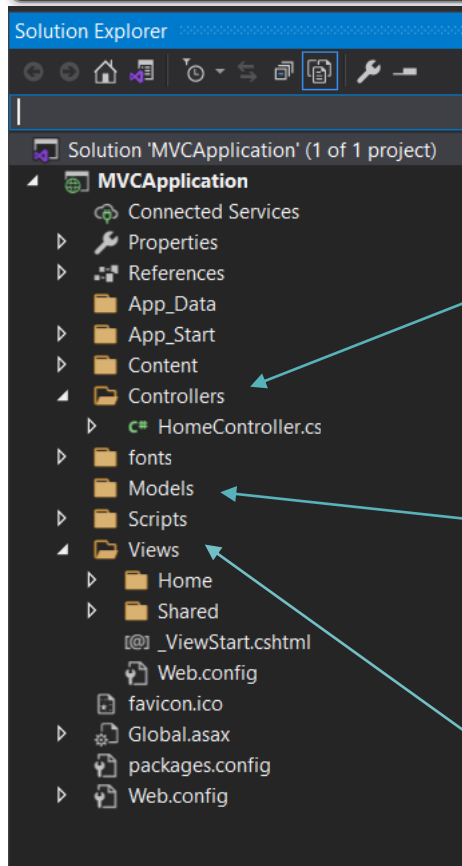 Solution Explorer
Solution 'MVCApplication' (1 of 1 project)
MVCApplication
Connected Services
Properties
References
App_Data
App_Start
Content
Controllers
C# HomeController.cs
fonts
Models
Scripts
Views
Home
Shared
[@] _ViewStart.cshtml
Web.config
favicon.ico
Global.asax
packages.config
Web.config